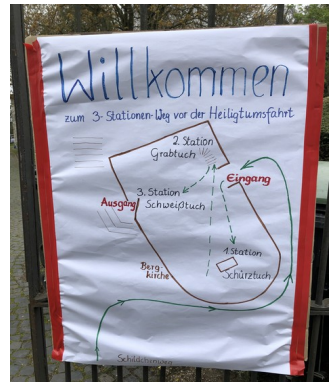 Willkommen
zum 3-Stationen-Weg vor der Heiligtumsfahrt
2. Station
Grabtuch
Eingang
3. Station
Schweißtuch
Ausgang
1. Station
Schürztuch
Berg-
kirche